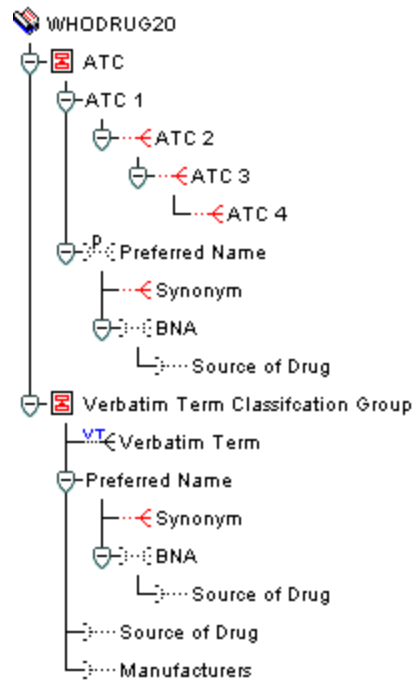 WHODRUG20
ATC
ATC 1
ATC 2
ATC 3
ATC 4
P
Preferred Name
Synonym
BNA
Source of Drug
Verbatim Term Classifcation Group
VT
Verbatim Term
Preferred Name
Synonym
BNA
Source of Drug
Source of Drug
Manufacturers